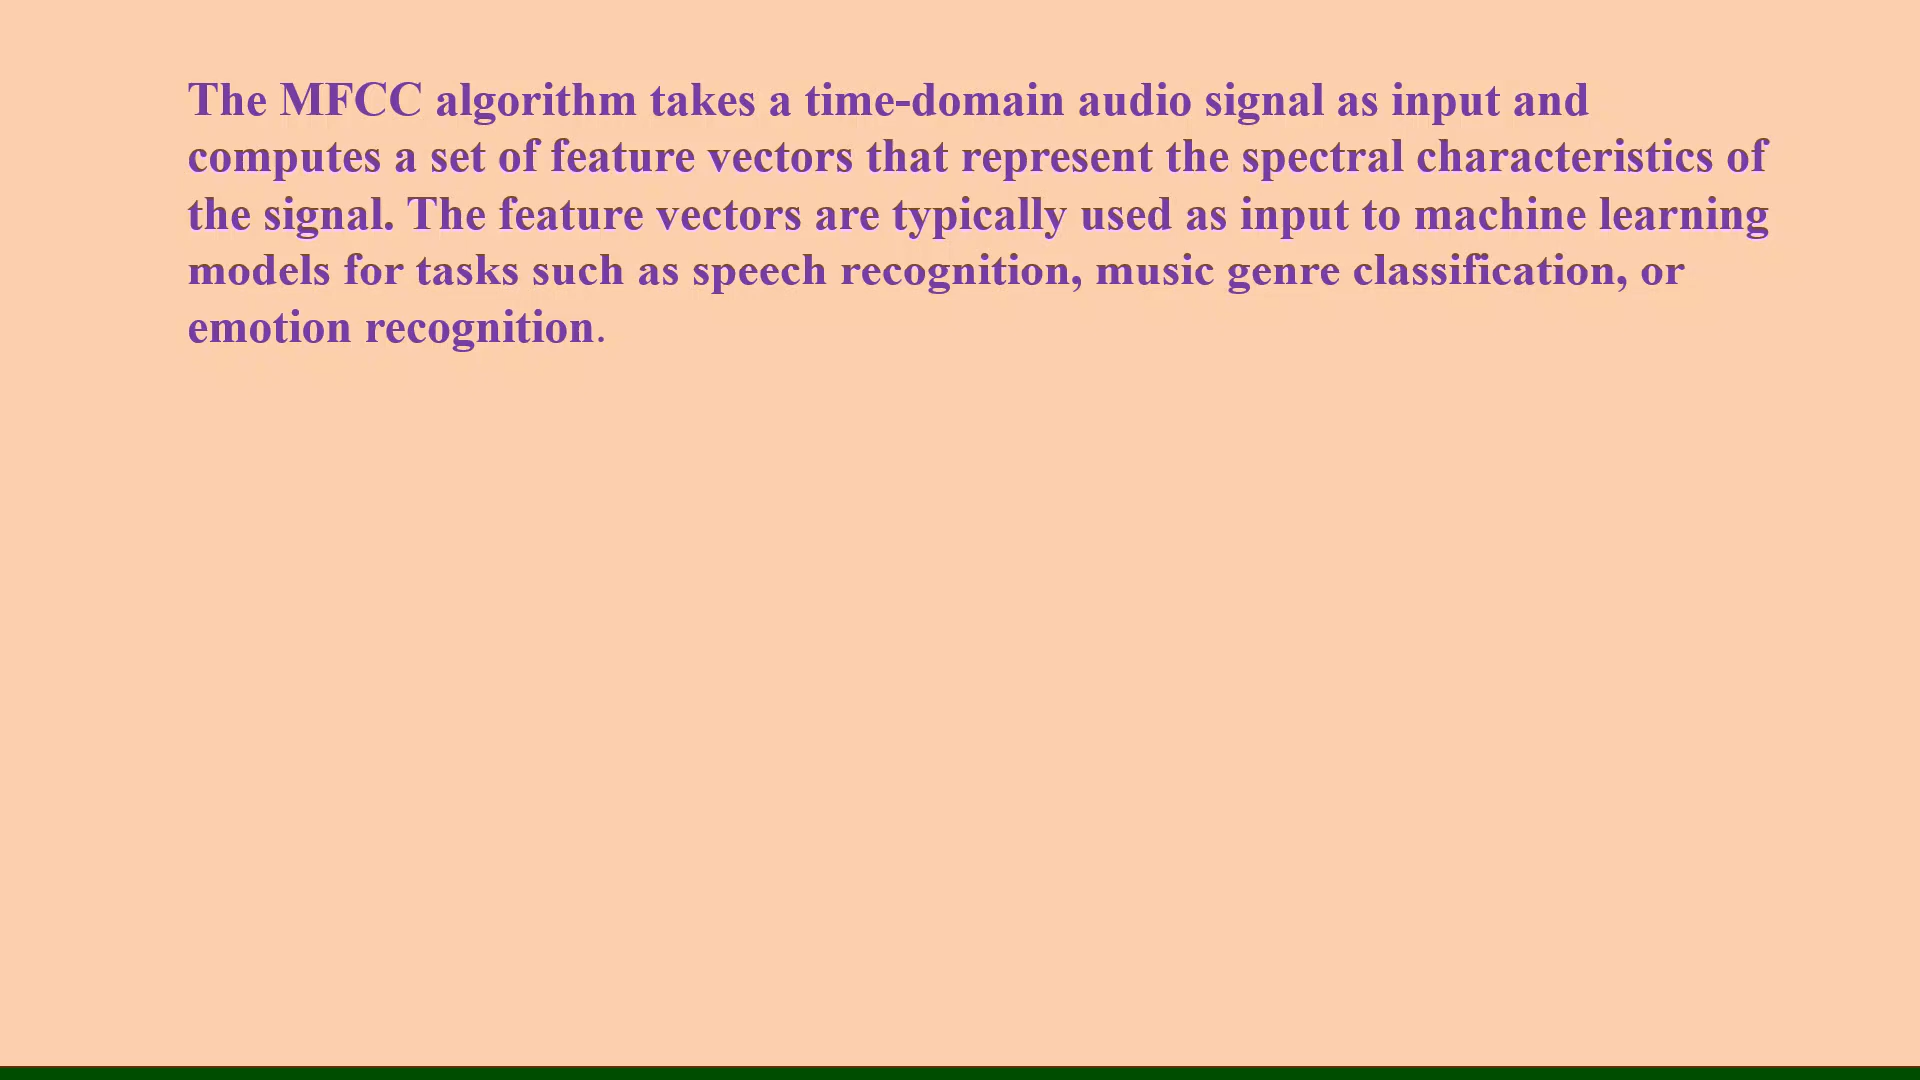 The MFCC algorithm takes a time-domain audio signal as input and
computes a set of feature vectors that represent the spectral characteristics of
the signal. The feature vectors are typically used as input to machine learning
models for tasks such as speech recognition, music genre classification, or
emotion recognition.